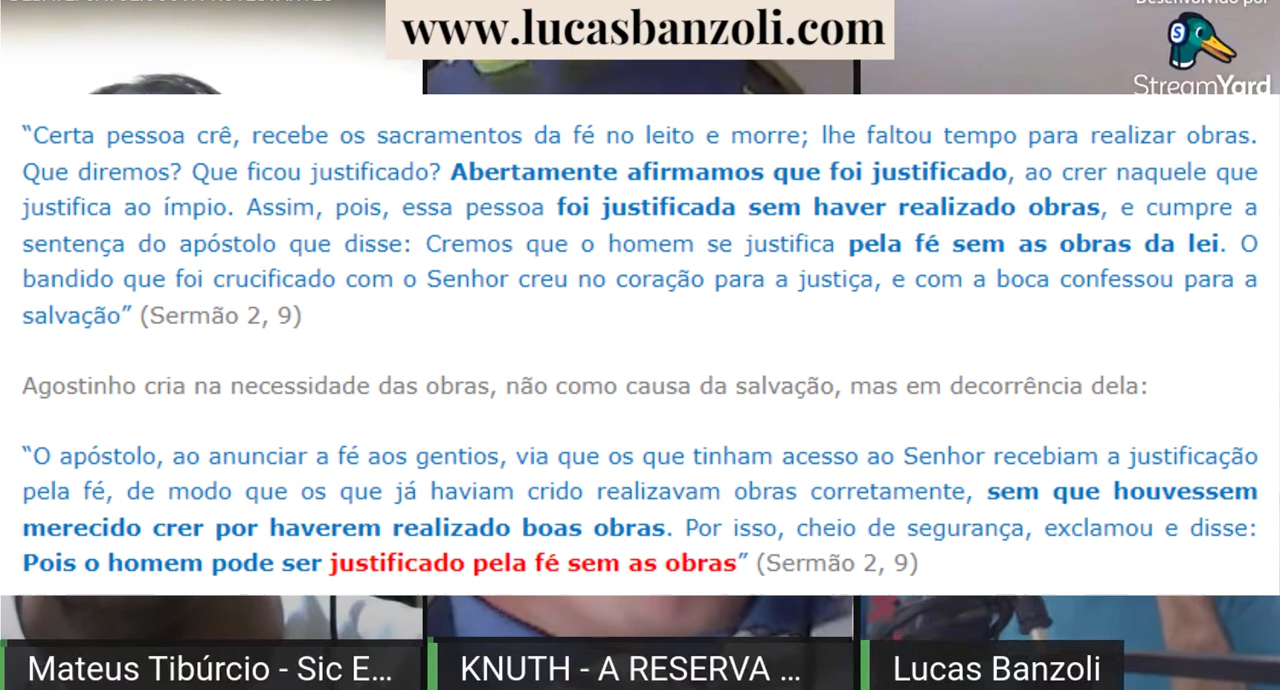 www.lucasbanzoli.com
Desenvolvido por
StreamYard
“Certa pessoa crê, recebe os sacramentos da fé no leito e morre; lhe faltou tempo para realizar obras.
Que diremos? Que ficou justificado? Abertamente afirmamos que foi justificado, ao crer naquele que
justifica ao ímpio. Assim, pois, essa pessoa foi justificada sem haver realizado obras, e cumpre a
sentença do apóstolo que disse: Cremos que o homem se justifica pela fé sem as obras da lei. O
bandido que foi crucificado com o Senhor creu no coração para a justiça, e com a boca confessou para a
salvação” (Sermão 2, 9)
Agostinho cria na necessidade das obras, não como causa da salvação, mas em decorrência dela:
“O apóstolo, ao anunciar a fé aos gentios, via que os que tinham acesso ao Senhor recebiam a justificação
pela fé, de modo que os que já haviam crido realizavam obras corretamente, sem que houvessem
merecido crer por haverem realizado boas obras. Por isso, cheio de segurança, exclamou e disse:
Pois o homem pode ser justificado pela fé sem as obras” (Sermão 2, 9)
Mateus Tibúrcio - Sic E...
KNUTH - A RESERVA ...
Lucas Banzoli